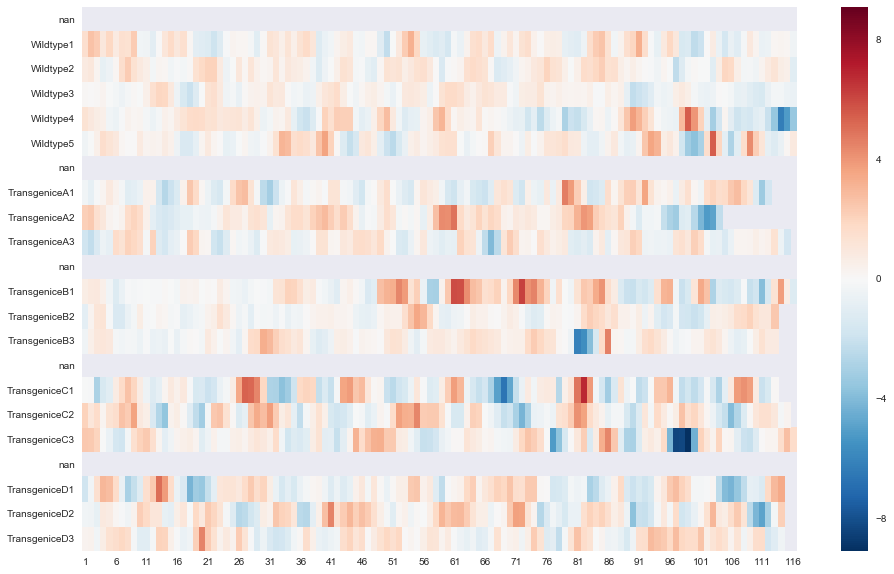 nan
Wildtype1
Wildtype2
Wildtype3
Wildtype4
Wildtype5
nan
TransgeniceA1
TransgeniceA2
TransgeniceA3
nan
TransgeniceB1
TransgeniceB2
TransgeniceB3
nan
TransgeniceC1
TransgeniceC2
TransgeniceC3
nan
TransgeniceD1
TransgeniceD2
TransgeniceD3
1 6 11 16 21 26 31 36 41 46 51 56 61 66 71 76 81 86 91 96 101 106 111 116
8
4
0
−4
−8